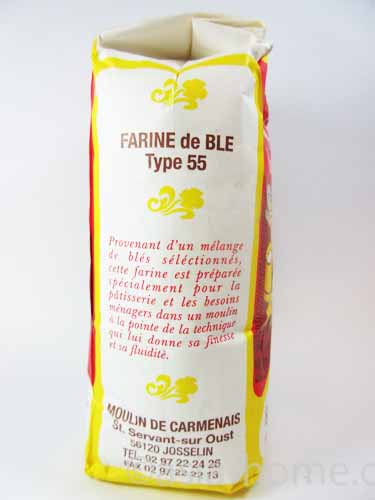 FARINE de BLE
Type 55
Provenant d'un mélange
de blés séléctionnés,
cette farine est préparée
spécialement pour la
pâtisserie et les besoins
ménagers dans un moulin
à la pointe de la technique
qui lui donne sa finesse
et sa fluidité.
MOULIN DE CARMENAIS
St. Servant-sur Oust
56120 JOSSELIN
TEL. 02 97 22 24 25
FAX 02 97 22 22 13